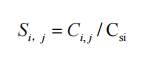 S_{i, j} = C_{i,j} / C_{si}